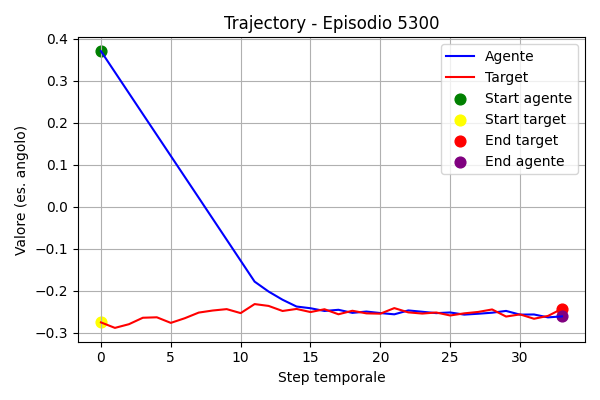 Trajectory - Episodio 5300
Valore (es. angolo)
0.4
0.3
0.2
0.1
0.0
−0.1
−0.2
−0.3
Agente
Target
Start agente
Start target
End target
End agente
0 5 10 15 20 25 30
Step temporale